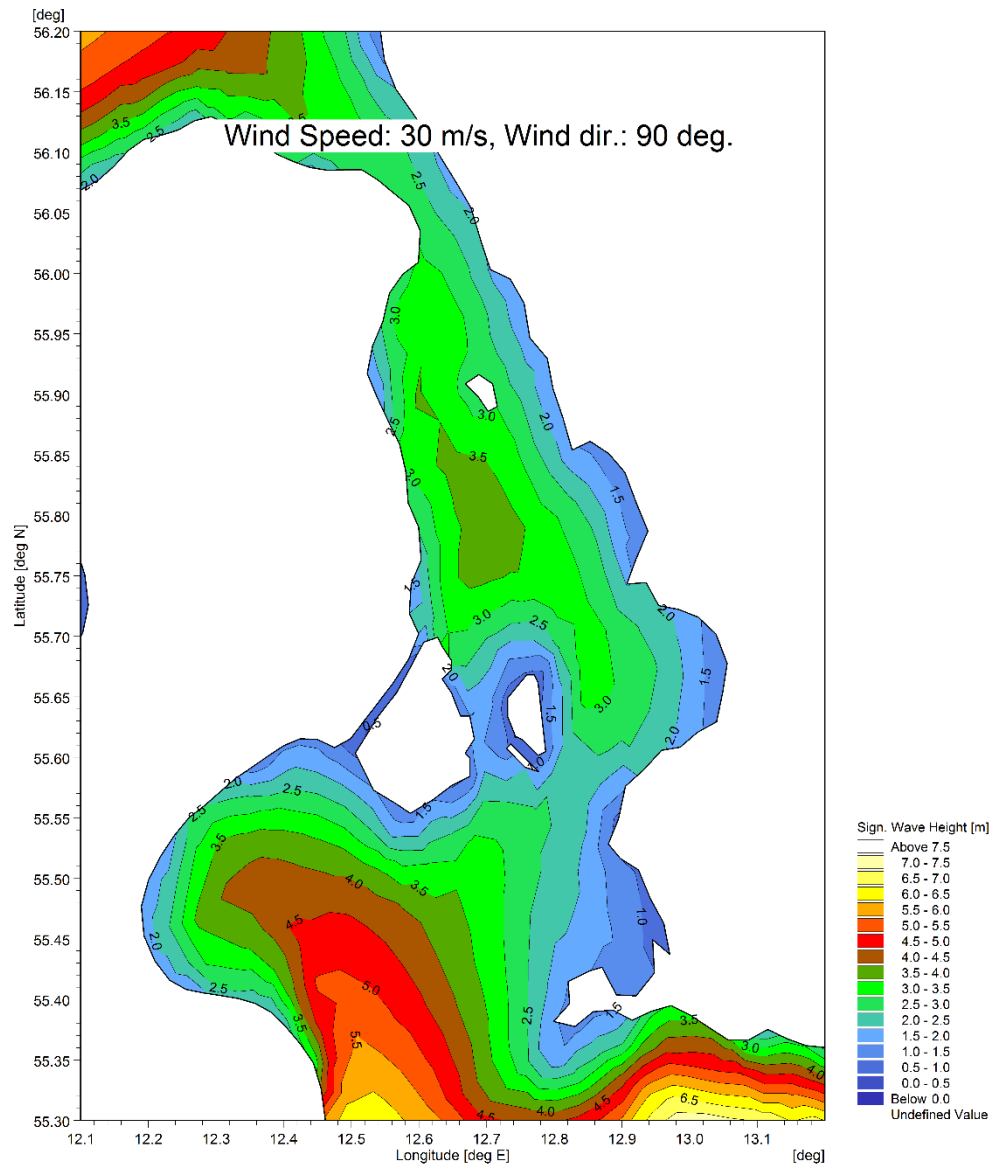 [deg]
56.20
56.15
56.10
56.05
56.00
55.95
55.90
55.85
55.80
55.75
55.70
55.65
55.60
55.55
55.50
55.45
55.40
55.35
55.30
Latitude [deg N]
Wind Speed: 30 m/s, Wind dir.: 90 deg.
3.5
2.5
2.0
2.5
2.0
3.0
3.0
2.0
2.5
3.5
3.0
1.5
1.5
3.0
2.5
2.0
2.0
1.5
1.5
3.0
0.5
2.0
1.0
2.0
2.5
2.5
1.5
3.5
4.0
3.5
4.5
1.0
2.0
5.0
2.5
3.5
5.5
2.5
1.5
3.5
3.0
4.0
4.5
4.0
4.5
6.5
12.1 12.2 12.3 12.4 12.5 12.6 12.7 12.8 12.9 13.0 13.1
Longitude [deg E]
[deg]
Sign. Wave Height [m]
Above 7.5
7.0 - 7.5
6.5 - 7.0
6.0 - 6.5
5.5 - 6.0
5.0 - 5.5
4.5 - 5.0
4.0 - 4.5
3.5 - 4.0
3.0 - 3.5
2.5 - 3.0
2.0 - 2.5
1.5 - 2.0
1.0 - 1.5
0.5 - 1.0
0.0 - 0.5
Below 0.0
Undefined Value